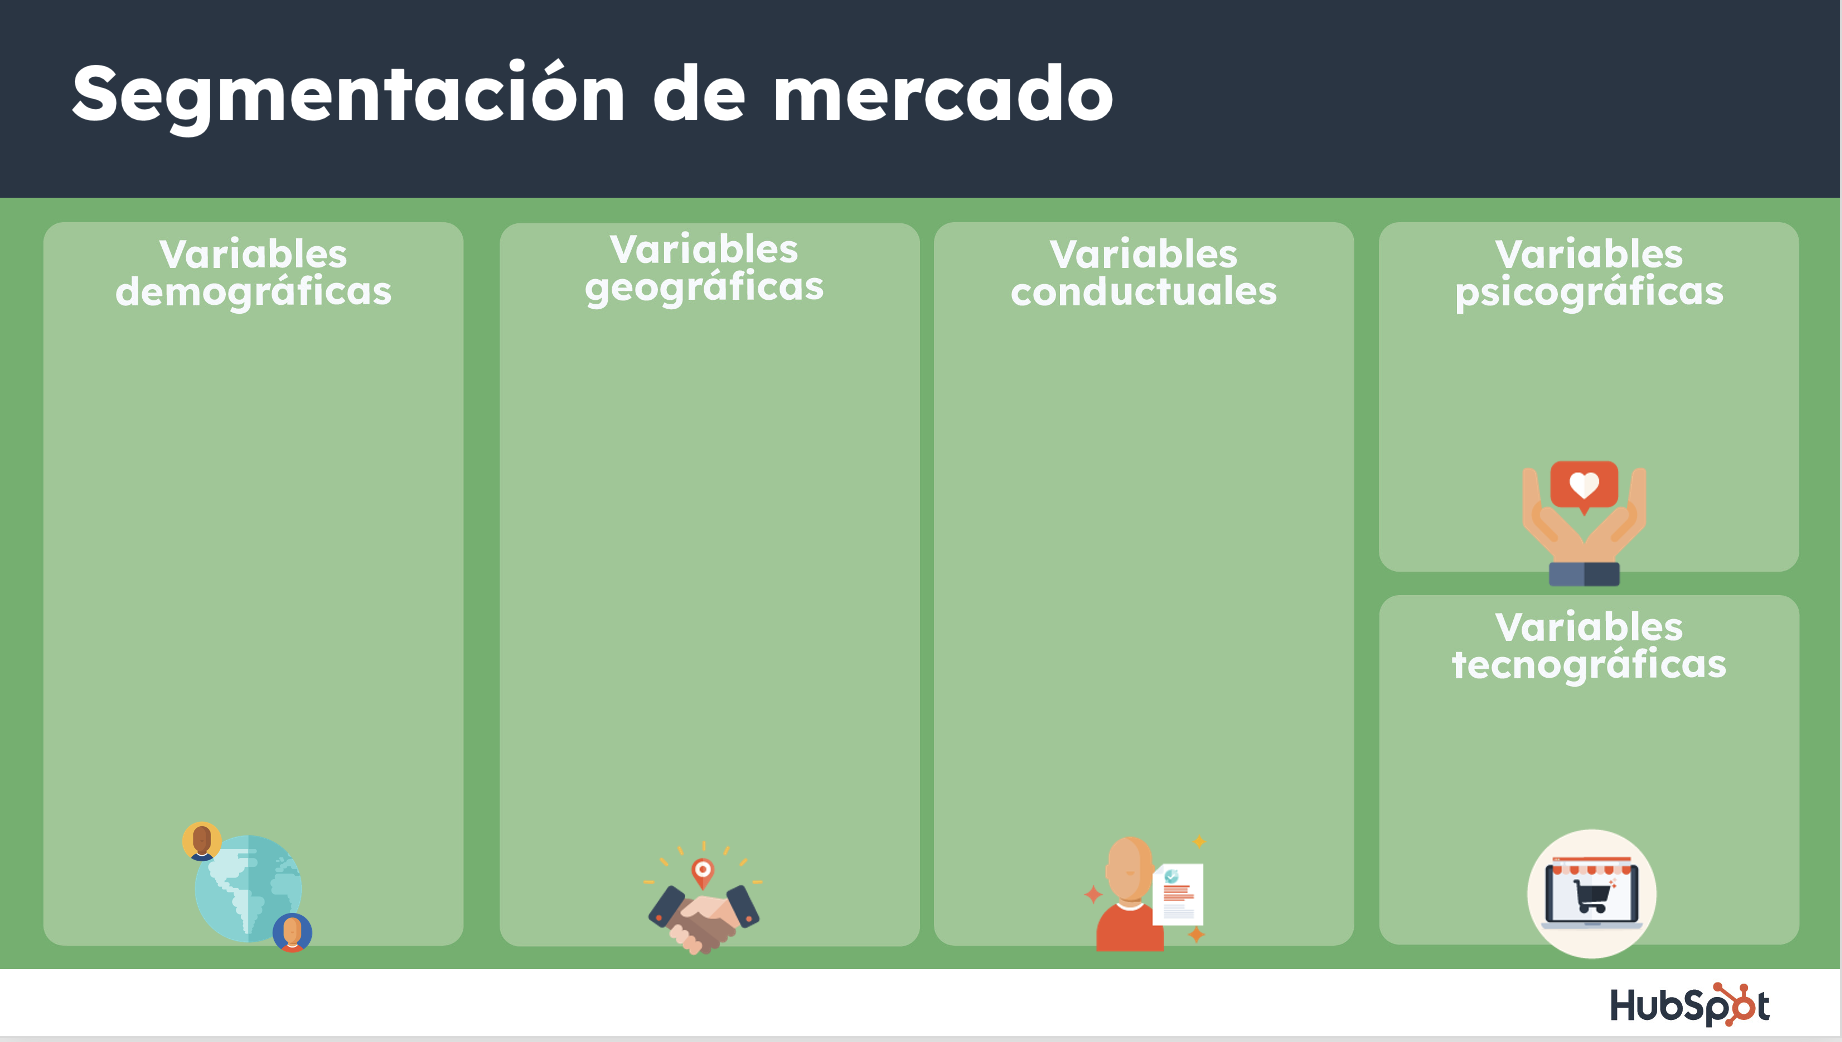 Segmentación de mercado
Variables
demográficas
Variables
geográficas
Variables
conductuales
Variables
psicográficas
Variables
tecnográficas
HubSpot